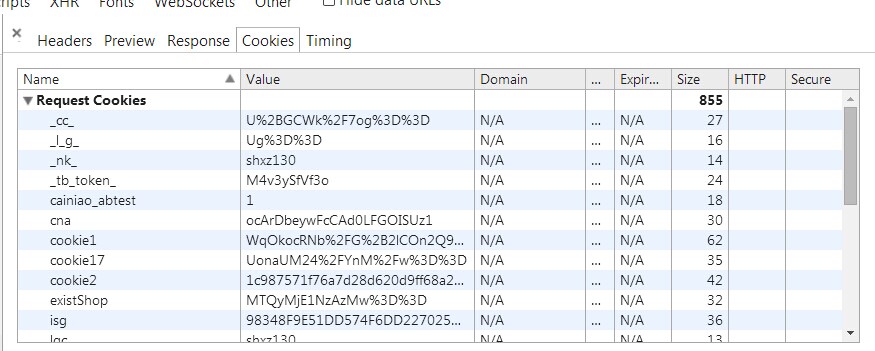 ripts XHR Fonts WebSockets Other Hide data URLs
× Headers Preview Response Cookies Timing
Name Value Domain ... Expir... Size HTTP Secure
Request Cookies 855
_cc_ U%2BGCWk%2F7og%3D%3D N/A ... N/A 27
_l_g_ Ug%3D%3D N/A ... N/A 16
_nk_ shxz130 N/A ... N/A 14
_tb_token_ M4v3ySfVf3o N/A ... N/A 24
cainiao_abtest 1 N/A ... N/A 18
cna ocArDbeywFcCAd0LFGOISUz1 N/A ... N/A 30
cookie1 WqOkocRNb%2FG%2B2lCOn2Q9... N/A ... N/A 62
cookie17 UonaUM24%2FYnM%2Fw%3D%3D N/A ... N/A 35
cookie2 1c987571f76a7d28d620d9ff68a2... N/A ... N/A 42
existShop MTQyMjE1NzAzMw%3D%3D N/A ... N/A 32
isg 98348F9E51DD574F6DD227025... N/A ... N/A 36
lgc shxz130 N/A ... N/A 13